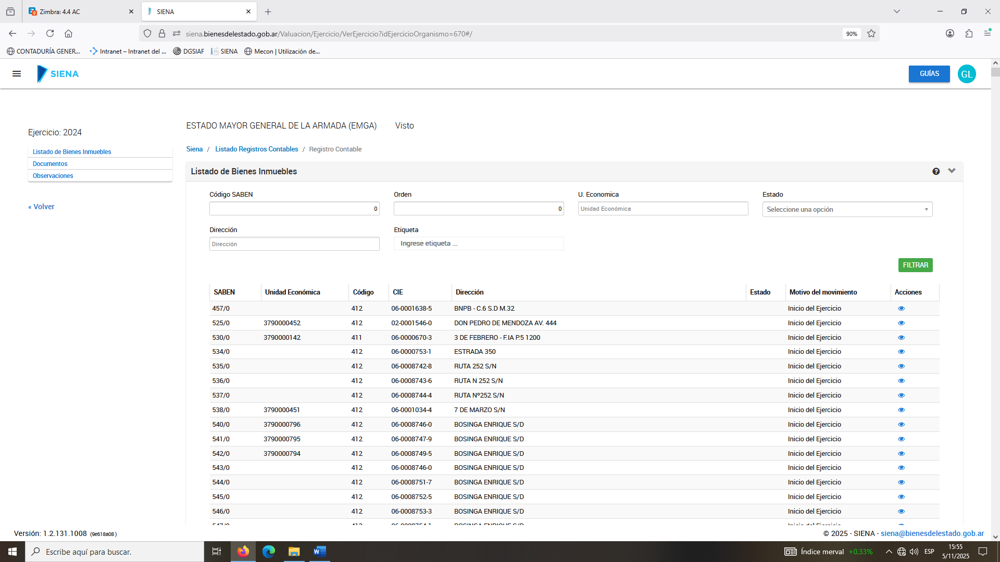 Zimbra: 4.4 AC
SIENA
siena.bienesdelestado.gob.ar/Valuacion/Ejercicio/VerEjercicio?idEjercicioOrganismo=670#/
90%
CONTADURÍA GENER...
Intranet – Intranet del ...
DGSIAF
SIENA
Mecon | Utilización de...
SIENA
GUÍAS
GL
Ejercicio: 2024
Listado de Bienes Inmuebles
Documentos
Observaciones
« Volver
ESTADO MAYOR GENERAL DE LA ARMADA (EMGA) Visto
Siena / Listado Registros Contables / Registro Contable
Listado de Bienes Inmuebles
Código SABEN Orden U. Economica Estado
0 0 Unidad Económica Seleccione una opción
Dirección Etiqueta
Dirección Ingrese etiqueta ...
FILTRAR
SABEN Unidad Económica Código CIE Dirección Estado Motivo del movimiento Acciones
457/0 412 06-0001638-5 BNPB - C.6 S.D M.32 Inicio del Ejercicio
525/0 3790000452 412 02-0001546-0 DON PEDRO DE MENDOZA AV. 444 Inicio del Ejercicio
530/0 3790000142 411 06-0000670-3 3 DE FEBRERO - F.IA P.5 1200 Inicio del Ejercicio
534/0 412 06-0000753-1 ESTRADA 350 Inicio del Ejercicio
535/0 412 06-0008742-8 RUTA 252 S/N Inicio del Ejercicio
536/0 412 06-0008743-6 RUTA N 252 S/N Inicio del Ejercicio
537/0 412 06-0008744-4 RUTA Nº252 S/N Inicio del Ejercicio
538/0 3790000451 412 06-0001034-4 7 DE MARZO S/N Inicio del Ejercicio
540/0 3790000796 412 06-0008746-0 BOSINGA ENRIQUE S/D Inicio del Ejercicio
541/0 3790000795 412 06-0008747-9 BOSINGA ENRIQUE S/D Inicio del Ejercicio
542/0 3790000794 412 06-0008749-5 BOSINGA ENRIQUE S/D Inicio del Ejercicio
543/0 412 06-0008746-0 BOSINGA ENRIQUE S/D Inicio del Ejercicio
544/0 412 06-0008751-7 BOSINGA ENRIQUE S/D Inicio del Ejercicio
545/0 412 06-0008752-5 BOSINGA ENRIQUE S/D Inicio del Ejercicio
546/0 412 06-0008753-3 BOSINGA ENRIQUE S/D Inicio del Ejercicio
Versión: 1.2.131.1008 (9e618a08 )
© 2025 - SIENA - siena@bienesdelestado.gob.ar
Escribe aquí para buscar.
Índice merval +0,33%
ESP
15:55
5/11/2025